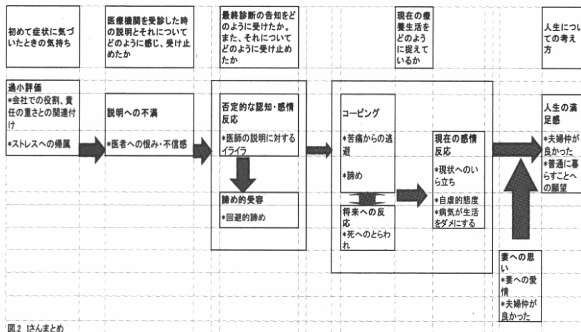 初めて症状に気
づいたときの気持
ち
医療機関を受診した時
の説明とそれについて
どのように感じ、受け止
めたか
最終診断の告知をど
のように受けたか。
また、それについて
どのように受け止め
たか
現在の療
養生活を
どのよう
に捉えて
いるか
人生につ
いての考
え方
過小評価
*会社での役割、責
任の重さとの関連付
け
*ストレスへの帰属
説明への不満
*医者への恨み・不信感
否定的な認知・感情
反応
*医師の説明に対する
イライラ
諦め的受容
*回避的諦め
コーピング
*苦痛からの逃
避
*諦め
将来への反
応
*死へのとらわ
れ
現在の感情
反応
*現状へのい
ら立ち
*自虐的態度
*病気が生活を
ダメにする
人生の満
足感
*夫婦仲が
良かった
*普通に暮
らすことへ
の願望
妻への思
い
*妻への愛
情
*夫婦仲が
良かった
図2 Iさんまとめ